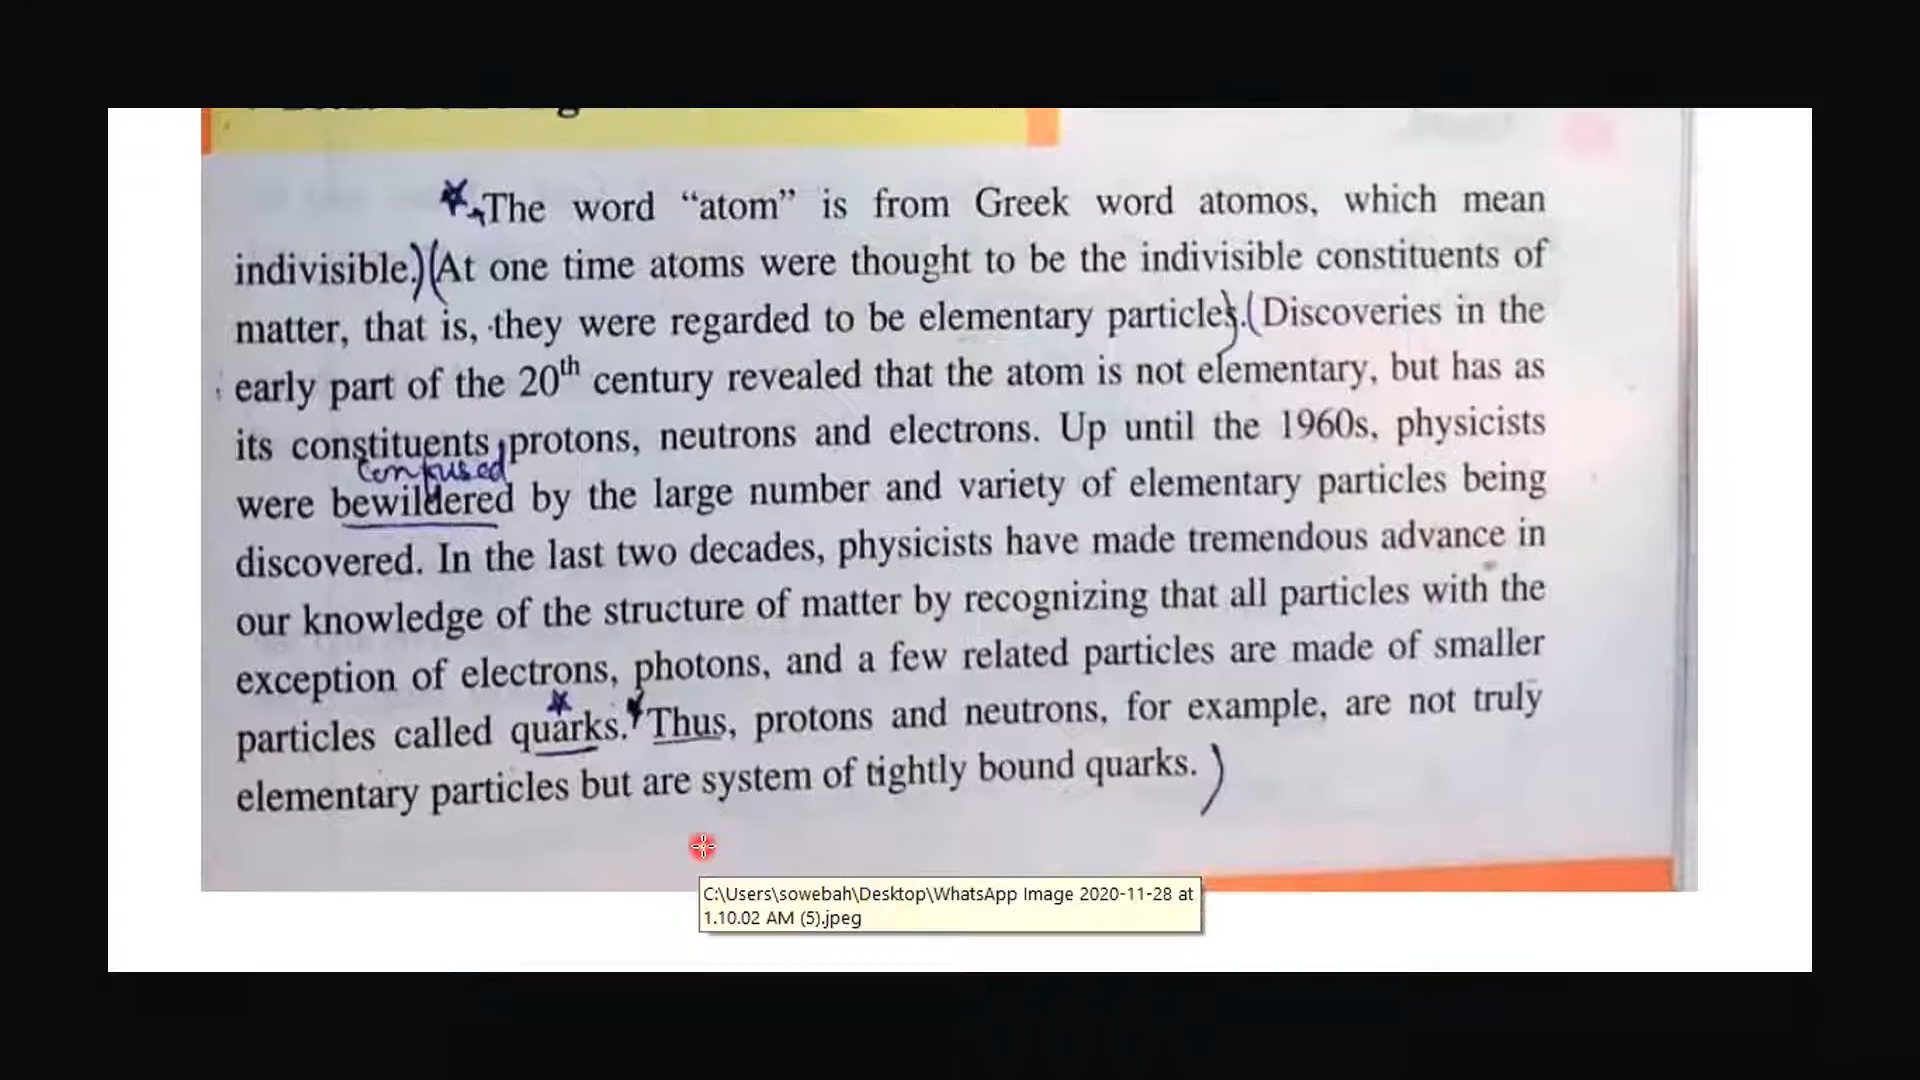 The word “atom” is from Greek word atomos, which mean
indivisible.)(At one time atoms were thought to be the indivisible constituents of
matter, that is, they were regarded to be elementary particles).(Discoveries in the
early part of the 20th century revealed that the atom is not elementary, but has as
its constituents protons, neutrons and electrons. Up until the 1960s, physicists
confused
were bewildered by the large number and variety of elementary particles being
discovered. In the last two decades, physicists have made tremendous advance in
our knowledge of the structure of matter by recognizing that all particles with the
exception of electrons, photons, and a few related particles are made of smaller
particles called quarks. Thus, protons and neutrons, for example, are not truly
elementary particles but are system of tightly bound quarks. )
C:\Users\sowebah\Desktop\WhatsApp Image 2020-11-28 at
1.10.02 AM (5).jpeg